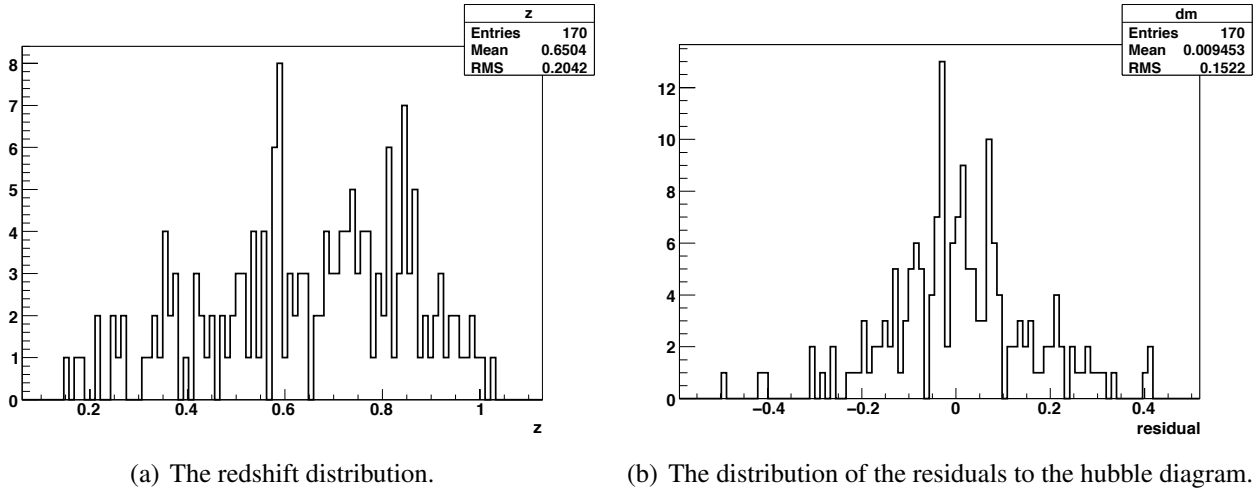 z
Entries 170
Mean 0.6504
RMS 0.2042
8
7
6
5
4
3
2
1
0
0.2 0.4 0.6 0.8 1
z
(a) The redshift distribution.
dm
Entries 170
Mean 0.009453
RMS 0.1522
12
10
8
6
4
2
0
−0.4 −0.2 0 0.2 0.4
residual
(b) The distribution of the residuals to the hubble diagram.